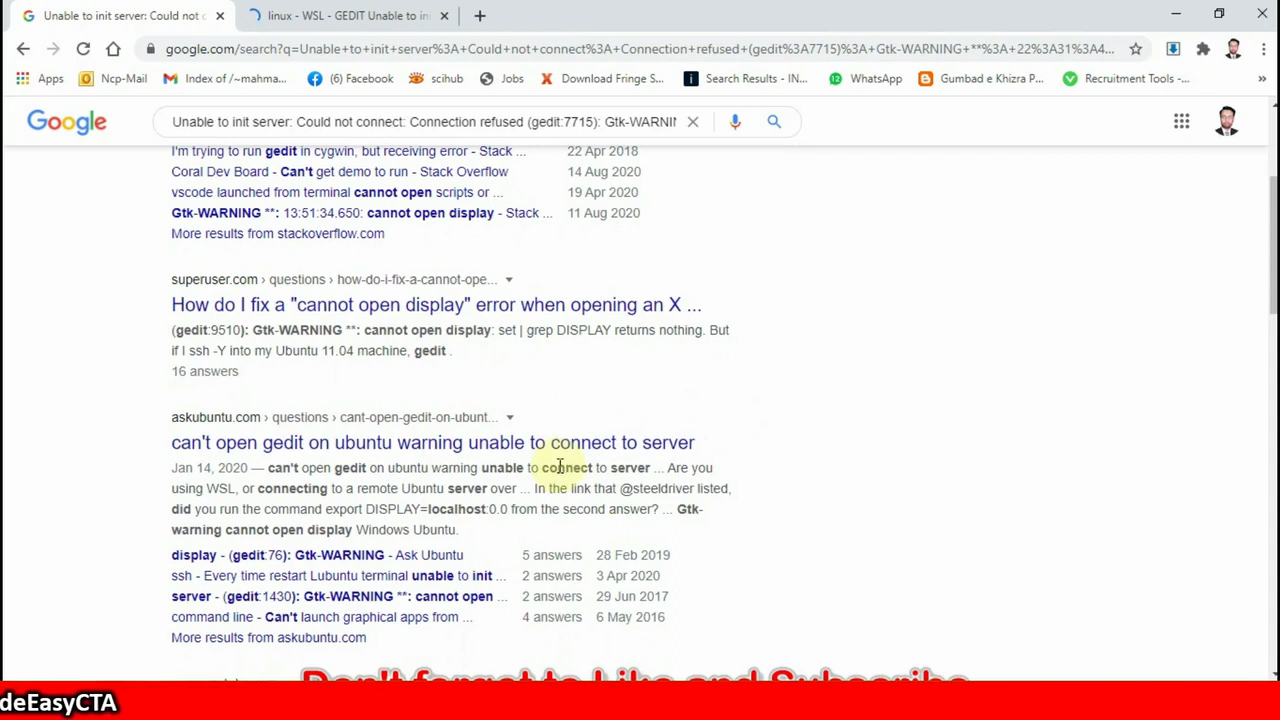 Unable to init server: Could not c
linux - WSL - GEDIT Unable to ini
google.com/search?q=Unable+to+init+server%3A+Could+not+connect%3A+Connection+refused+(gedit%3A7715)%3A+Gtk-WARNING+**%3A+22%3A31%3A4...
Apps
Ncp-Mail
Index of /~mahma...
(6) Facebook
scihub
Jobs
Download Fringe S...
Search Results - IN...
WhatsApp
Gumbad e Khizra P...
Recruitment Tools -...
»
Google
Unable to init server: Could not connect: Connection refused (gedit:7715): Gtk-WARNIN
I'm trying to run gedit in cygwin, but receiving error - Stack ... 22 Apr 2018
Coral Dev Board - Can't get demo to run - Stack Overflow 14 Aug 2020
vscode launched from terminal cannot open scripts or ... 19 Apr 2020
Gtk-WARNING **: 13:51:34.650: cannot open display - Stack ... 11 Aug 2020
More results from stackoverflow.com
superuser.com › questions › how-do-i-fix-a-cannot-ope...
How do I fix a "cannot open display" error when opening an X ...
(gedit:9510): Gtk-WARNING **: cannot open display: set | grep DISPLAY returns nothing. But
if I ssh -Y into my Ubuntu 11.04 machine, gedit .
16 answers
askubuntu.com › questions › cant-open-gedit-on-ubunt...
can't open gedit on ubuntu warning unable to connect to server
Jan 14, 2020 — can't open gedit on ubuntu warning unable to connect to server ... Are you
using WSL, or connecting to a remote Ubuntu server over ... In the link that @steeldriver listed,
did you run the command export DISPLAY=localhost:0.0 from the second answer? ... Gtk-
warning cannot open display Windows Ubuntu.
display - (gedit:76): Gtk-WARNING - Ask Ubuntu 5 answers 28 Feb 2019
ssh - Every time restart Lubuntu terminal unable to init ... 2 answers 3 Apr 2020
server - (gedit:1430): Gtk-WARNING **: cannot open ... 2 answers 29 Jun 2017
command line - Can't launch graphical apps from ... 4 answers 6 May 2016
More results from askubuntu.com
Don't forget to Like and Subscribe
deEasyCTA